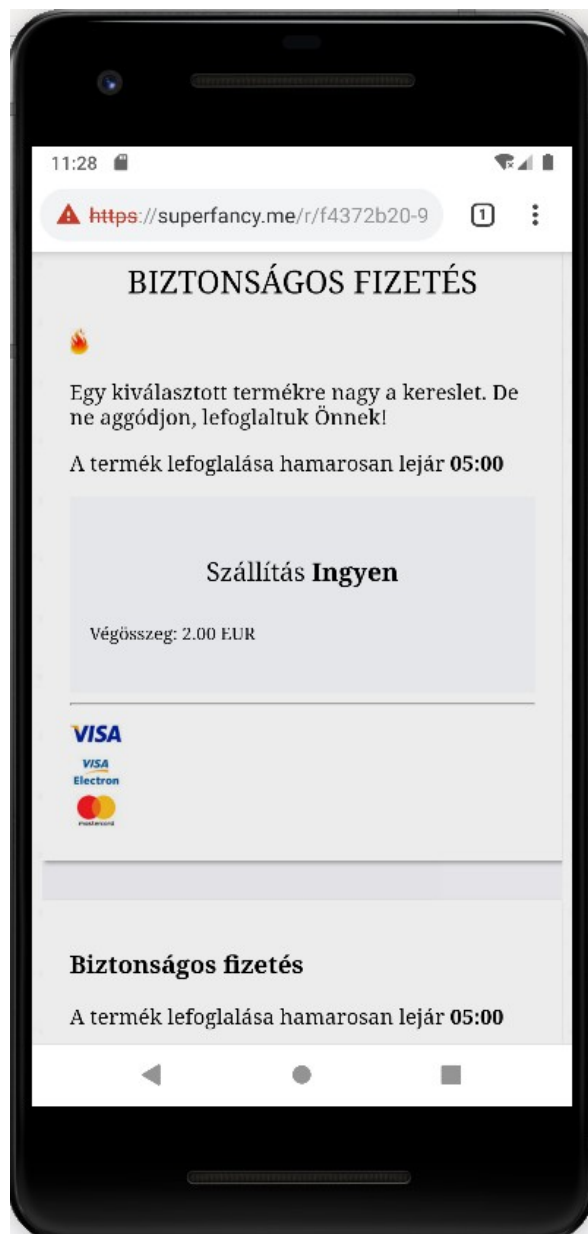 11:28
https://superfancy.me/r/f4372b20-9
1
BIZTONSÁGOS FIZETÉS
Egy kiválasztott termékre nagy a kereslet. De
ne aggódjon, lefoglaltuk Önnek!
A termék lefoglalása hamarosan lejár 05:00
Szállítás Ingyen
Végösszeg: 2.00 EUR
VISA
VISA
Electron
mastercard
Biztonságos fizetés
A termék lefoglalása hamarosan lejár 05:00